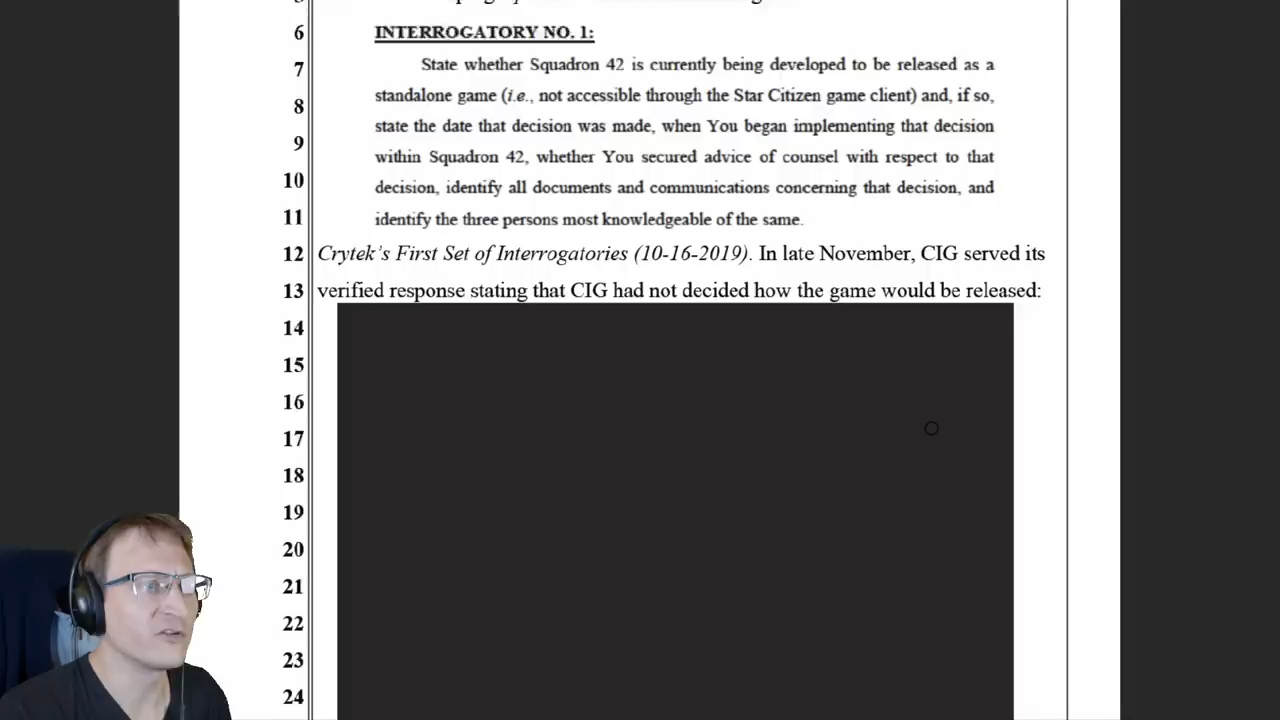 6 INTERROGATORY NO. 1:
7 State whether Squadron 42 is currently being developed to be released as a
8 standalone game (i.e., not accessible through the Star Citizen game client) and, if so,
state the date that decision was made, when You began implementing that decision
9 within Squadron 42, whether You secured advice of counsel with respect to that
10 decision, identify all documents and communications concerning that decision, and
11 identify the three persons most knowledgeable of the same.
12 Crytek’s First Set of Interrogatories (10-16-2019). In late November, CIG served its
13 verified response stating that CIG had not decided how the game would be released:
14
15
16
17
18
19
20
21
22
23
24